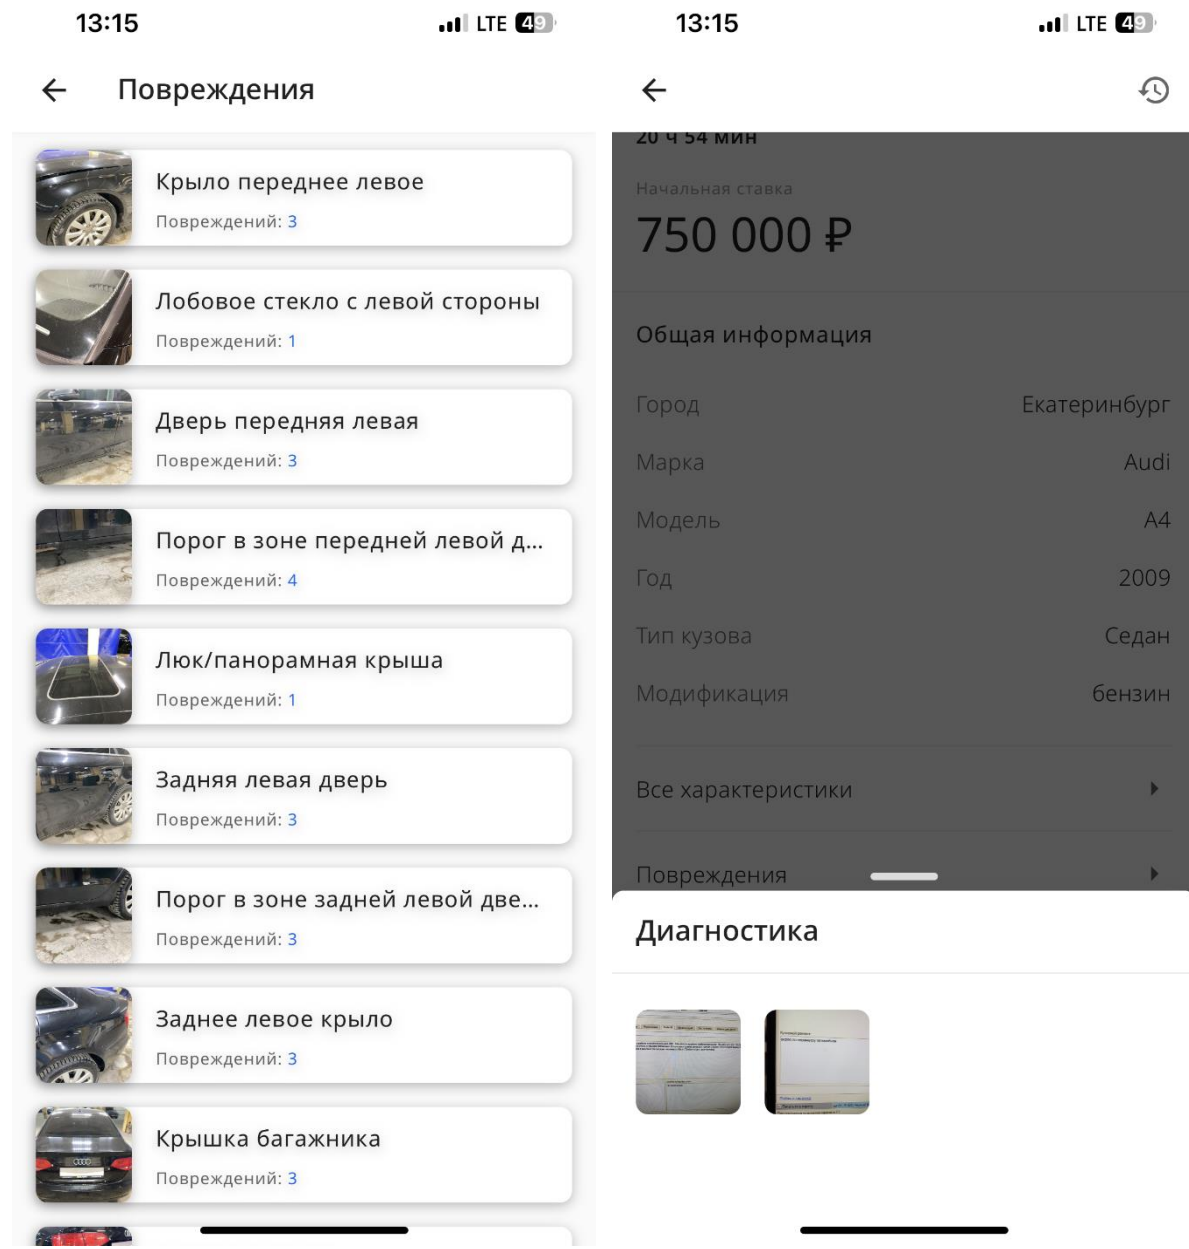 13:15
LTE 49
Повреждения
Крыло переднее левое
Повреждений: 3
Лобовое стекло с левой стороны
Повреждений: 1
Дверь передняя левая
Повреждений: 3
Порог в зоне передней левой д...
Повреждений: 4
Люк/панорамная крыша
Повреждений: 1
Задняя левая дверь
Повреждений: 3
Порог в зоне задней левой две...
Повреждений: 3
Заднее левое крыло
Повреждений: 3
Крышка багажника
Повреждений: 3
13:15
LTE 49
20 ч 54 мин
Начальная ставка
750 000 ₽
Общая информация
Город Екатеринбург
Марка Audi
Модель A4
Год 2009
Тип кузова Седан
Модификация бензин
Все характеристики
Повреждения
Диагностика